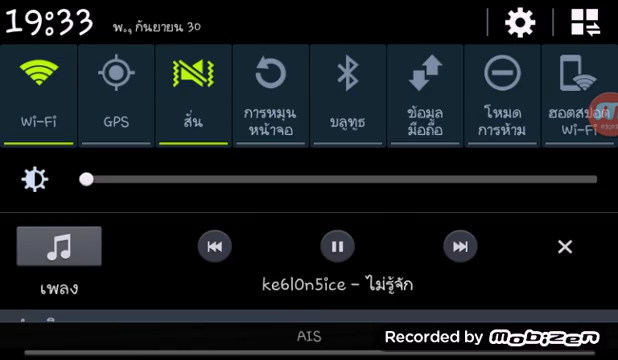 19:33 พ., กันยายน 30
Wi-Fi
GPS
สั่น
การหมุน
หน้าจอ
บลูทูธ
ข้อมูล
มือถือ
โหมด
การห้าม
ฮอตสปอต
Wi-Fi
เพลง
ke6l0n5ice - ไม่รู้จัก
AIS
Recorded by Mobizen